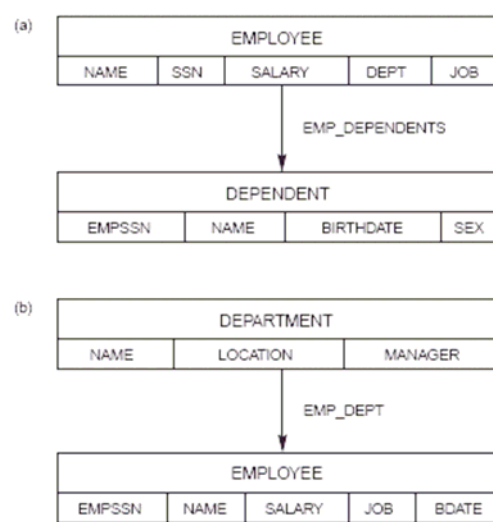 (a)
EMPLOYEE
NAME SSN SALARY DEPT JOB
EMP_DEPENDENTS
DEPENDENT
EMPSSN NAME BIRTHDATE SEX
(b)
DEPARTMENT
NAME LOCATION MANAGER
EMP_DEPT
EMPLOYEE
EMPSSN NAME SALARY JOB BDATE